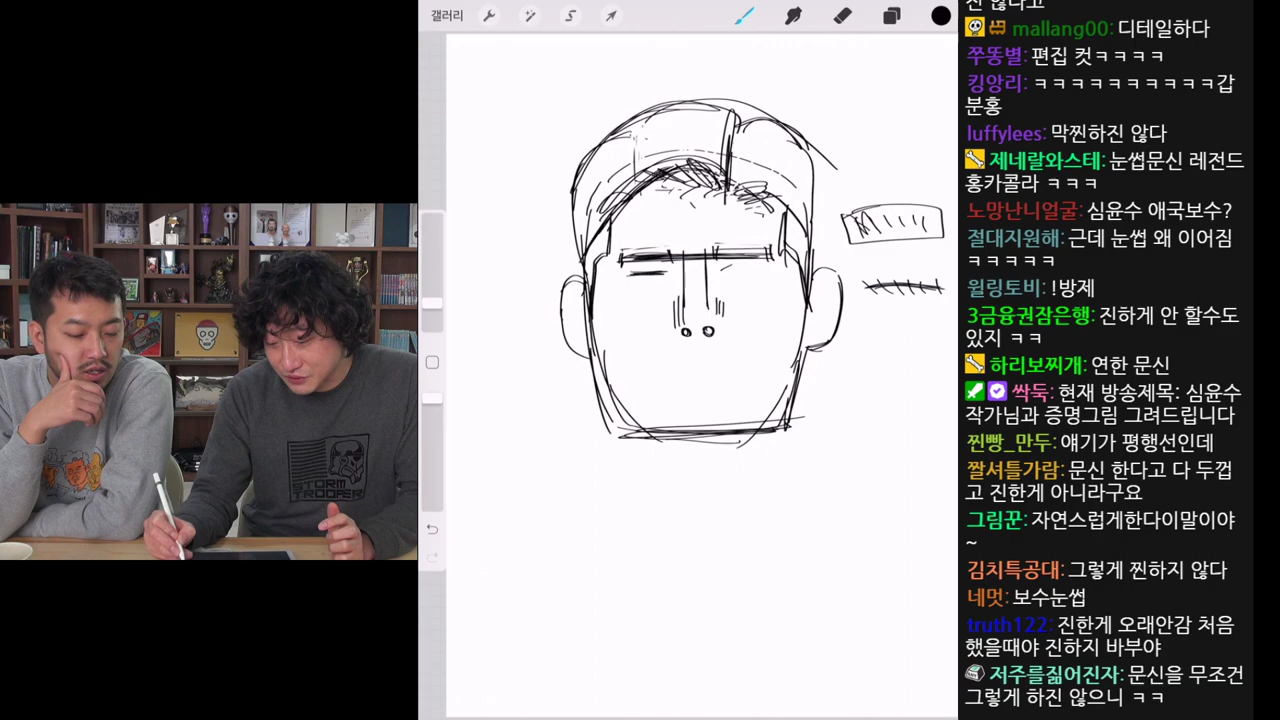 갤러리
진 않다고
mallang00: 디테일하다
쭈똥별: 편집 컷ㅋㅋㅋㅋ
킹앙리: ㅋㅋㅋㅋㅋㅋㅋㅋㅋㅋ갑
분홍
luffylees: 막찐하진 않다
제네랄와스테: 눈썹문신 레전드
홍카콜라 ㅋㅋㅋ
노망난니얼굴: 심윤수 애국보수?
절대지원해: 근데 눈썹 왜 이어짐
ㅋㅋㅋㅋㅋ
윌링토비: !방제
3금융권잠은행: 진하게 안 할수도
있지 ㅋㅋ
하리보찌개: 연한 문신
싹둑: 현재 방송제목: 심윤수
작가님과 증명그림 그려드립니다
찐빵_만두: 얘기가 평행선인데
짤셔틀가람: 문신 한다고 다 두껍
고 진한게 아니라구요
그림꾼: 자연스럽게한다이말이야
~
김치특공대: 그렇게 찐하지 않다
네멋: 보수눈썹
truth122: 진한게 오래안감 처음
했을때야 진하지 바부야
저주를짊어진자: 문신을 무조건
그렇게 하진 않으니 ㅋㅋ
STORM
TROOPER